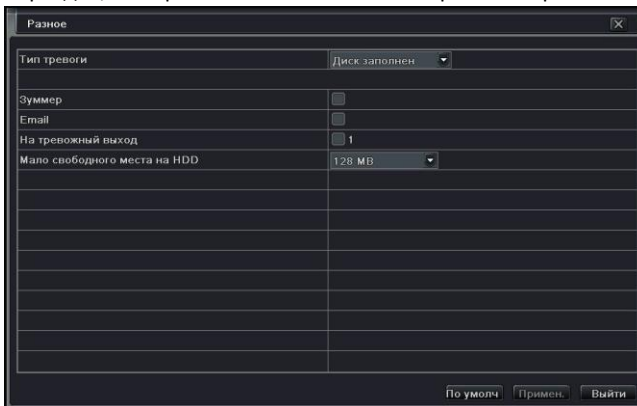 Разное
Тип тревоги Диск заполнен
Зуммер
Email
На тревожный выход 1
Мало свободного места на HDD 128 MB
По умолч Примен. Выйти